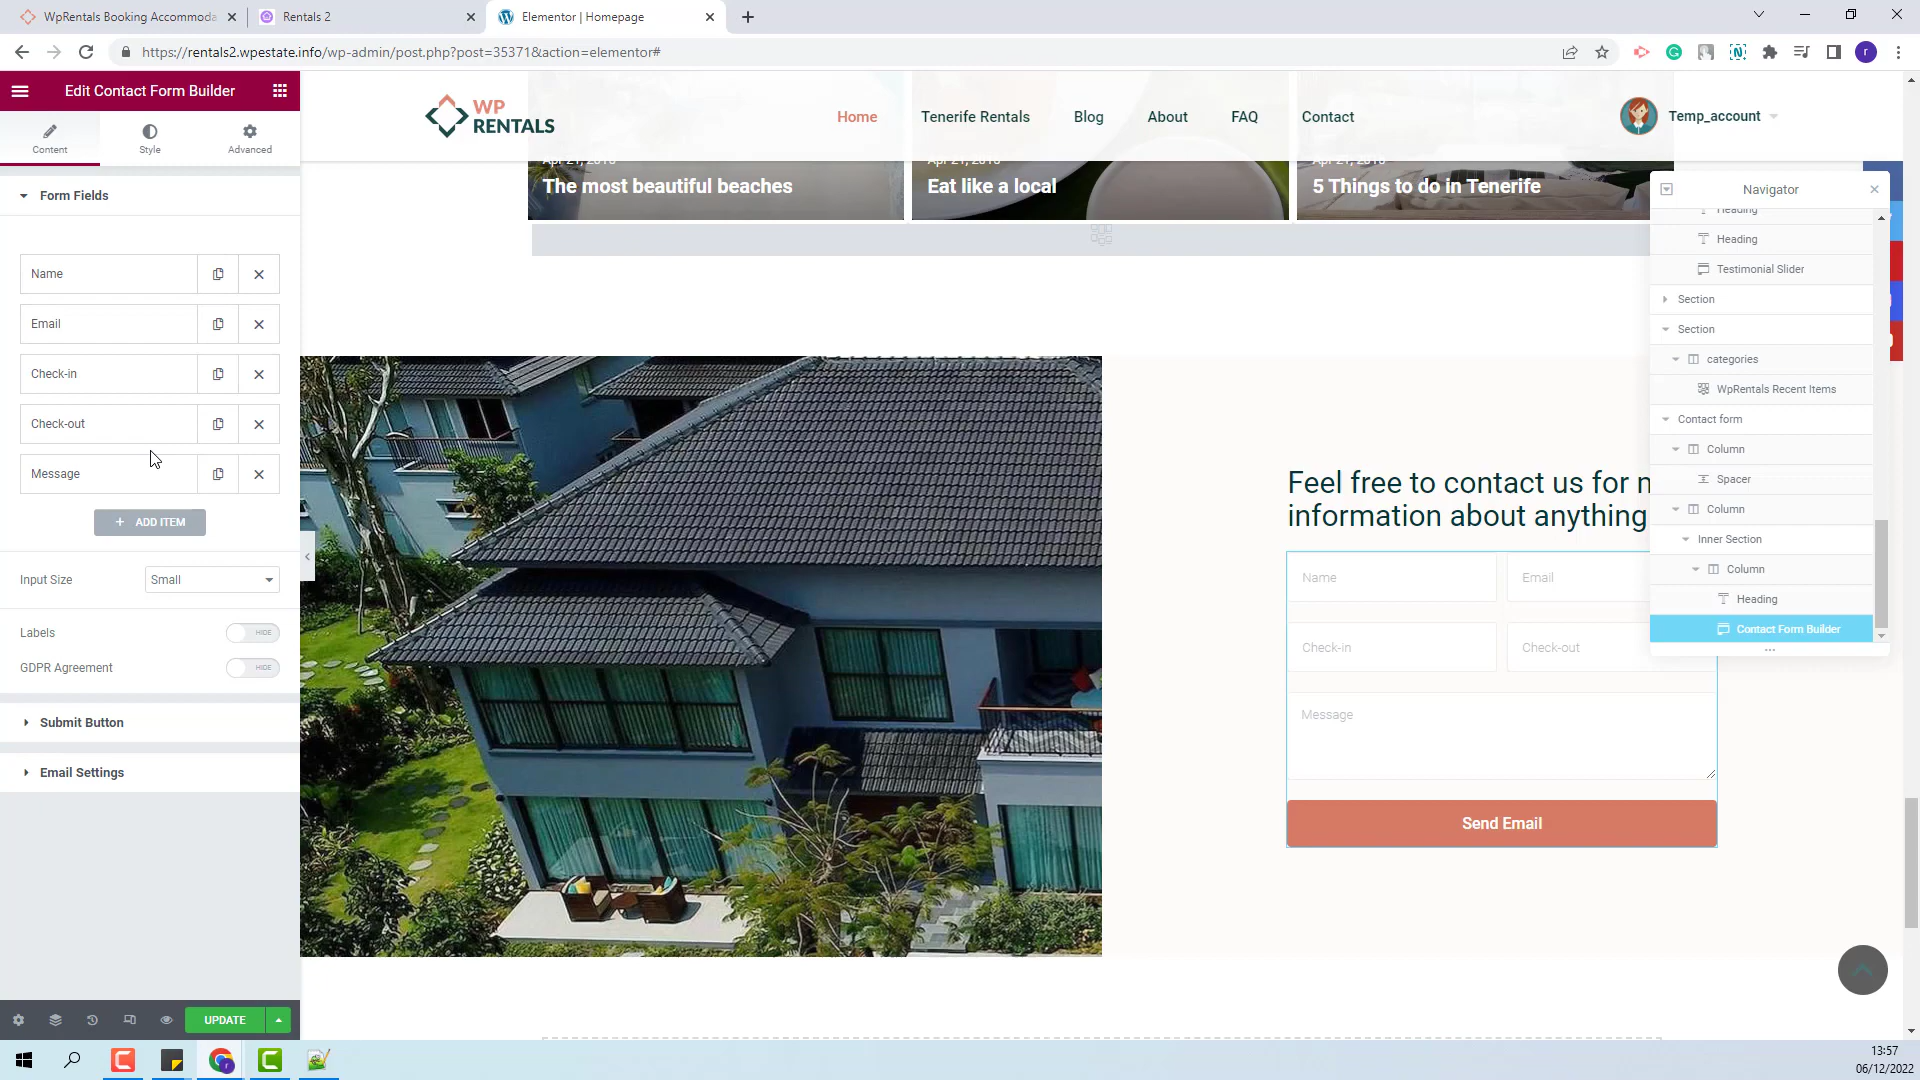 WpRentals Booking Accommoda
Rentals 2
Elementor | Homepage
https://rentals2.wpestate.info/wp-admin/post.php?post=35371&action=elementor#
Edit Contact Form Builder
Content
Style
Advanced
Form Fields
Name
Email
Check-in
Check-out
Message
+ ADD ITEM
Input Size
Small
Labels
HIDE
GDPR Agreement
HIDE
Submit Button
Email Settings
UPDATE
WP
RENTALS
Home
Tenerife Rentals
Blog
About
FAQ
Contact
Temp_account
The most beautiful beaches
Eat like a local
5 Things to do in Tenerife
Feel free to contact us for
information about anything
Name
Email
Check-in
Check-out
Message
Send Email
Navigator
Heading
Heading
Testimonial Slider
Section
Section
categories
WpRentals Recent Items
Contact form
Column
Spacer
Column
Inner Section
Column
Heading
Contact Form Builder
13:57
06/12/2022